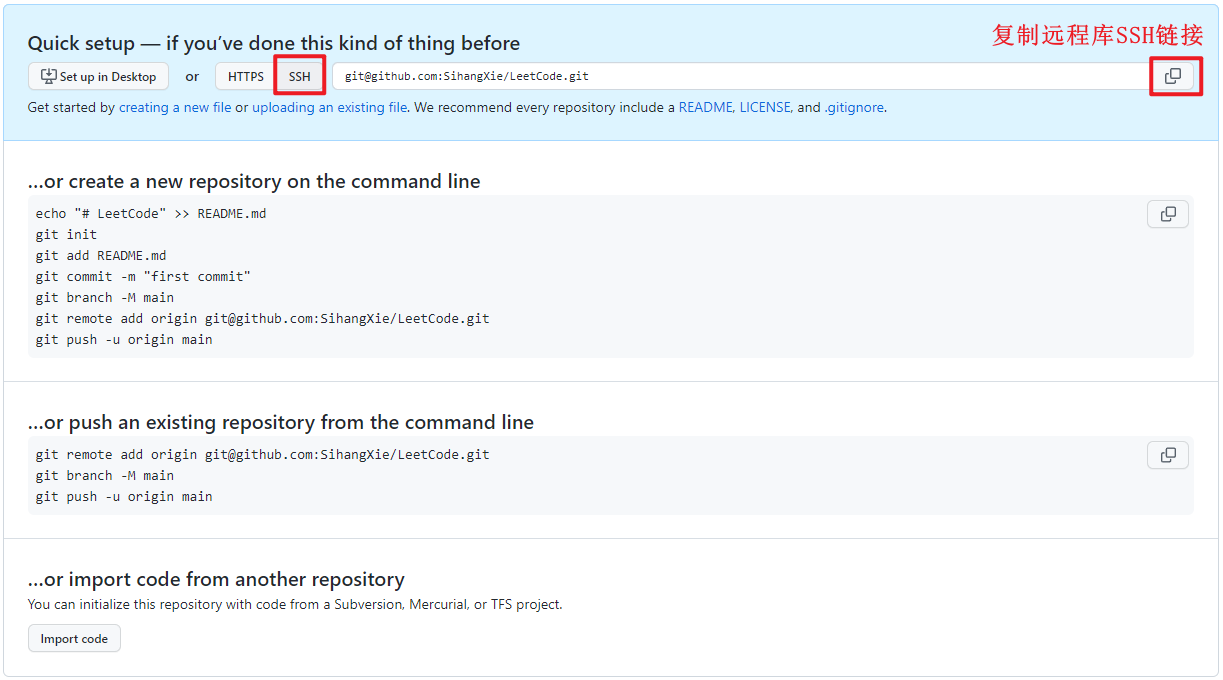 复制远程库SSH链接
Quick setup — if you’ve done this kind of thing before
Set up in Desktop or HTTPS SSH git@github.com:SihangXie/LeetCode.git
Get started by creating a new file or uploading an existing file. We recommend every repository include a README, LICENSE, and .gitignore.
…or create a new repository on the command line
echo "# LeetCode" >> README.md
git init
git add README.md
git commit -m "first commit"
git branch -M main
git remote add origin git@github.com:SihangXie/LeetCode.git
git push -u origin main
…or push an existing repository from the command line
git remote add origin git@github.com:SihangXie/LeetCode.git
git branch -M main
git push -u origin main
…or import code from another repository
You can initialize this repository with code from a Subversion, Mercurial, or TFS project.
Import code